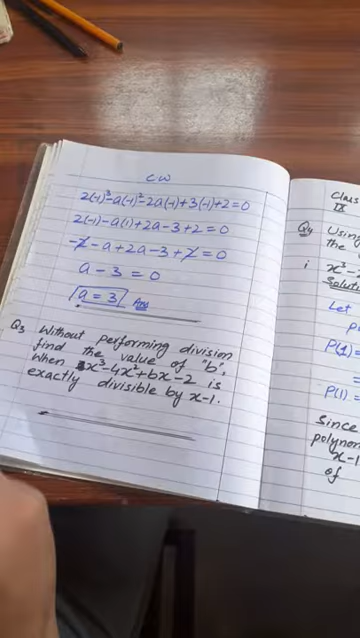 CW
2(-1)³-a(-1)²-2a(-1)+3(-1)+2=0
2(-1)-a(1)+2a-3+2=0
-2-a+2a-3+2=0
a-3=0
a=3 Ans
Q3 Without performing division
find the value of "b",
when x³-4x²+bx-2 is
exactly divisible by x-1.
Class
IX
Q4 Using
the
i x³-
Solut
Let
P(1)=
P(1)=
Since
polynom
x-1
of